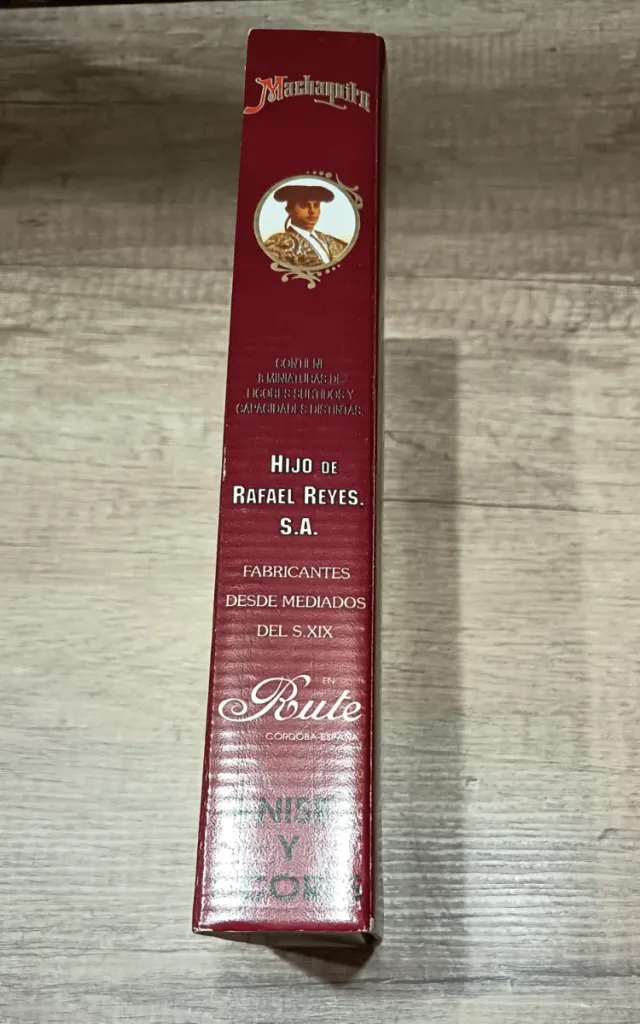 Machaquito
CONTIENE
8 MINIATURAS DE
LICORES SURTIDOS Y
CAPACIDADES DISTINTAS
HIJO DE
RAFAEL REYES.
S.A.
FABRICANTES
DESDE MEDIADOS
DEL S.XIX
EN
Rute
CÓRDOBA-ESPAÑA
Y